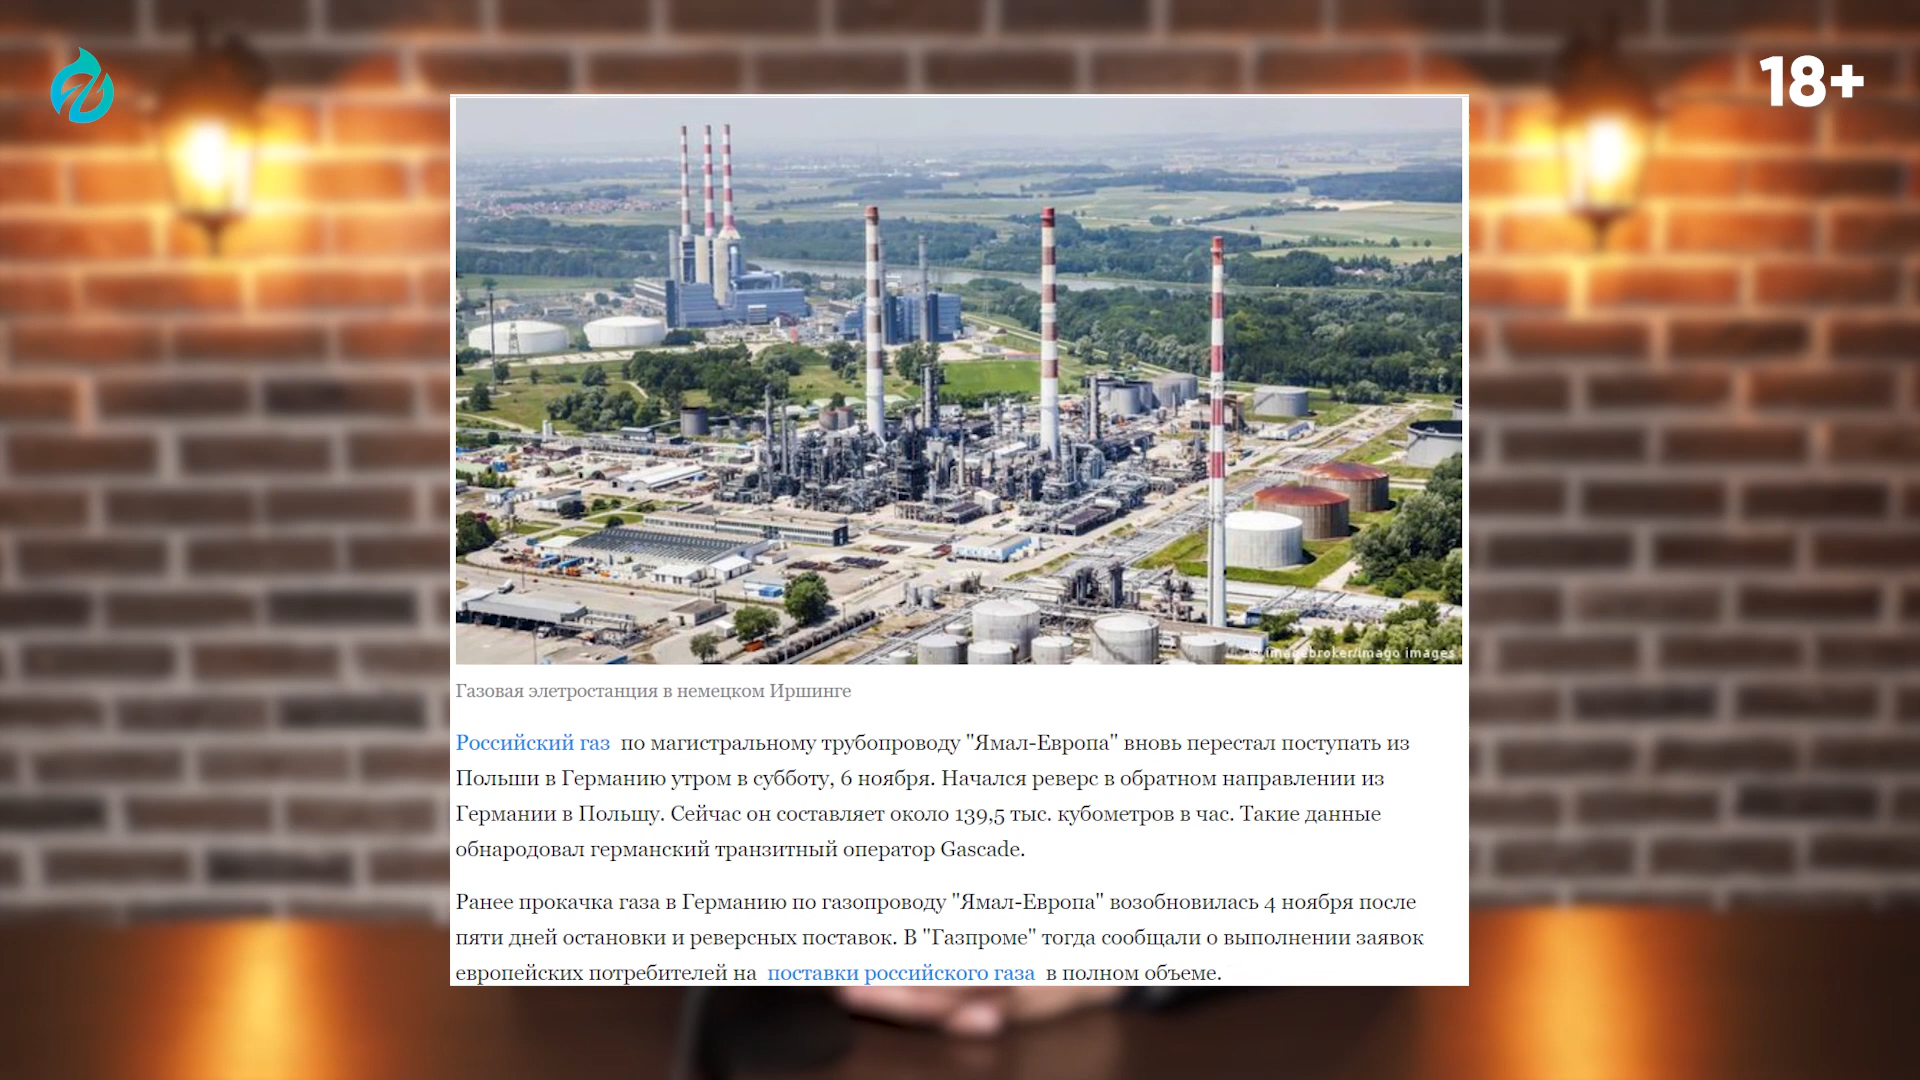 18+
imagebroker/imago images
Газовая элетростанция в немецком Иршинге
Российский газ по магистральному трубопроводу "Ямал-Европа" вновь перестал поступать из
Польши в Германию утром в субботу, 6 ноября. Начался реверс в обратном направлении из
Германии в Польшу. Сейчас он составляет около 139,5 тыс. кубометров в час. Такие данные
обнародовал германский транзитный оператор Gascade.
Ранее прокачка газа в Германию по газопроводу "Ямал-Европа" возобновилась 4 ноября после
пяти дней остановки и реверсных поставок. В "Газпроме" тогда сообщали о выполнении заявок
европейских потребителей на поставки российского газа в полном объеме.